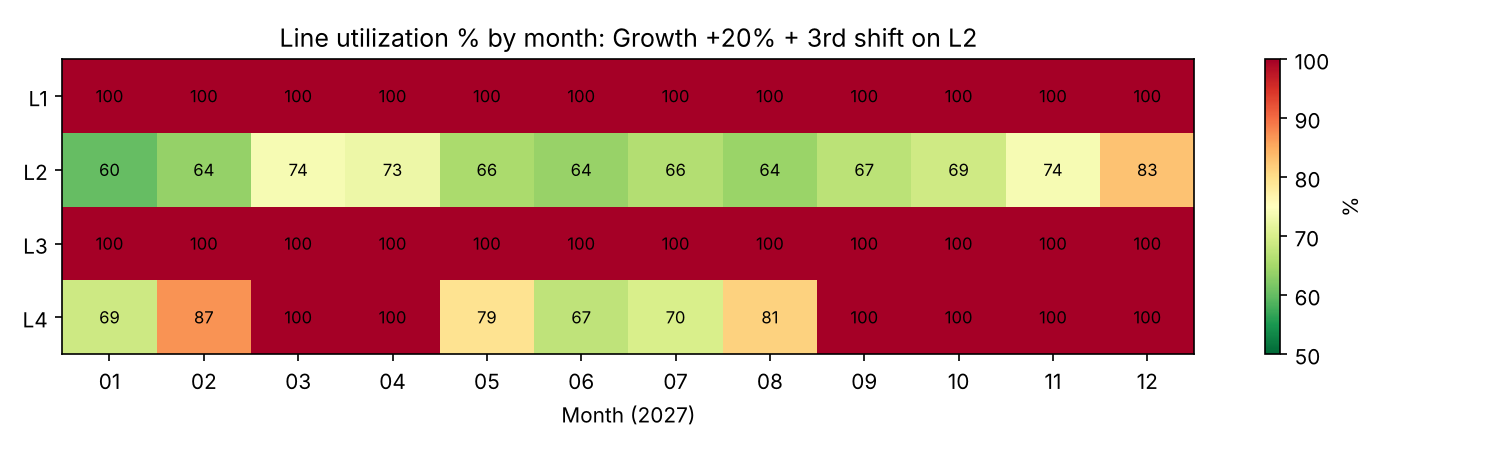 Line utilization % by month: Growth +20% + 3rd shift on L2
L1 100 100 100 100 100 100 100 100 100 100 100 100
L2 60 64 74 73 66 64 66 64 67 69 74 83
L3 100 100 100 100 100 100 100 100 100 100 100 100
L4 69 87 100 100 79 67 70 81 100 100 100 100
01 02 03 04 05 06 07 08 09 10 11 12
Month (2027)
100
90
80
70
60
50
%